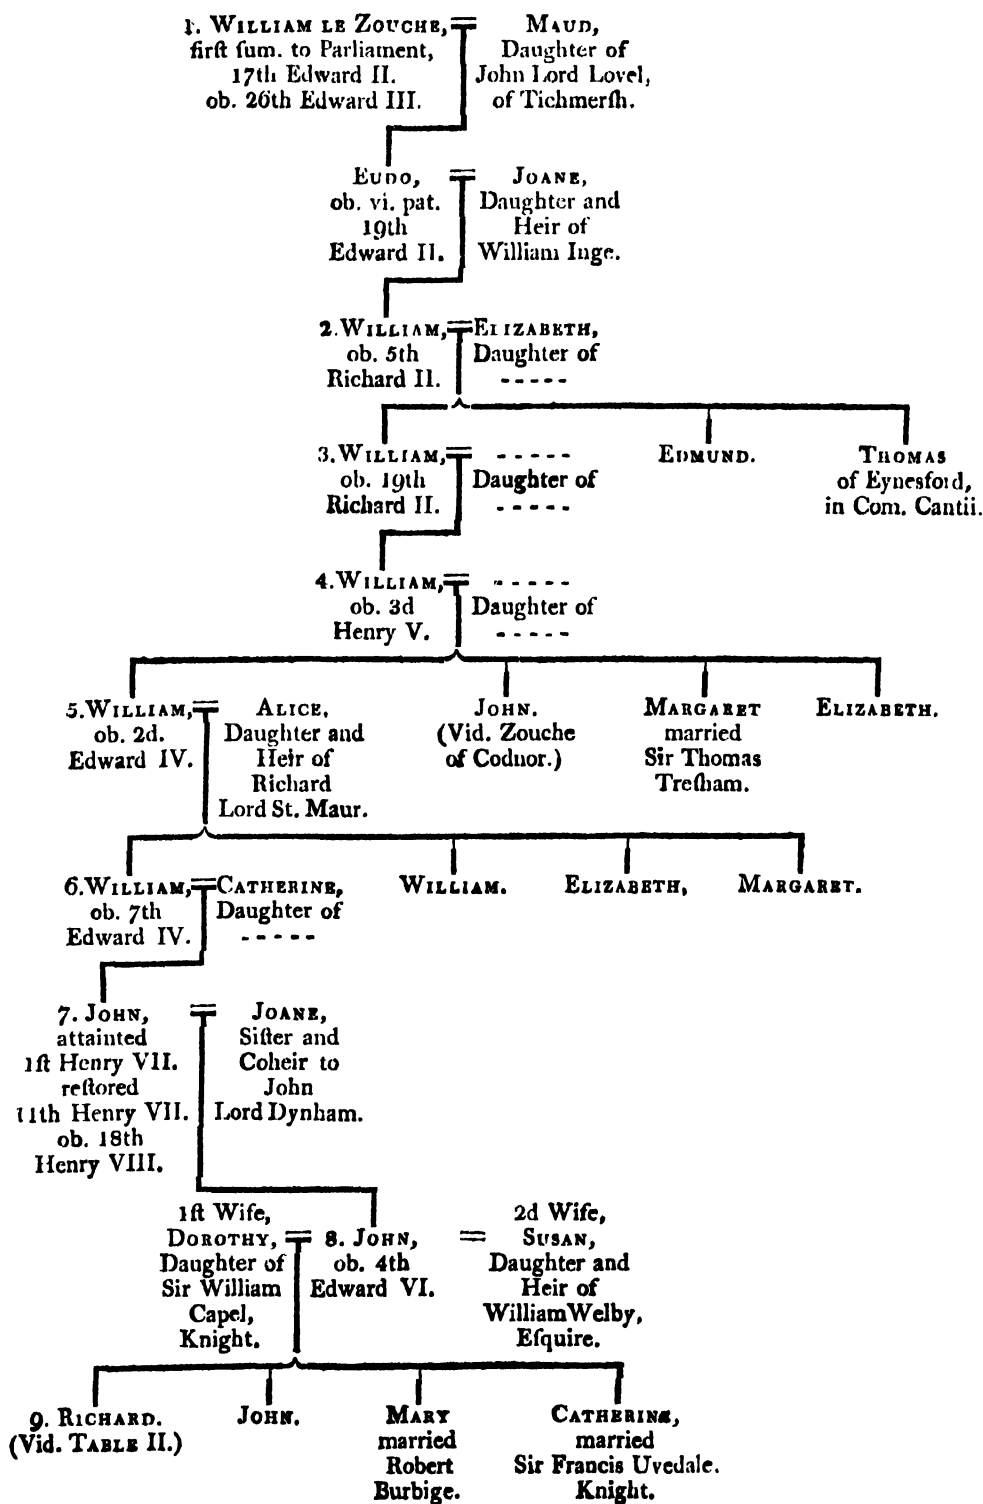 1. WILLIAM LE ZOUCHE,
firſt ſum. to Parliament,
17th Edward II.
ob. 26th Edward III.
MAUD,
Daughter of
John Lord Lovel,
of Tichmerſh.
EUDO,
ob. vi. pat.
19th
Edward II.
JOANE,
Daughter and
Heir of
William Inge.
2. WILLIAM,
ob. 5th
Richard II.
ELIZABETH,
Daughter of
- - - - -
3. WILLIAM,
ob. 19th
Richard II.
- - - - -
Daughter of
- - - - -
EDMUND.
THOMAS
of Eynesford,
in Com. Cantii.
4. WILLIAM,
ob. 3d
Henry V.
- - - - -
Daughter of
- - - - -
5. WILLIAM,
ob. 2d.
Edward IV.
ALICE,
Daughter and
Heir of
Richard
Lord St. Maur.
JOHN.
(Vid. Zouche
of Codnor.)
MARGARET
married
Sir Thomas
Treſham.
ELIZABETH.
6. WILLIAM,
ob. 7th
Edward IV.
CATHERINE,
Daughter of
- - - - -
WILLIAM.
ELIZABETH,
MARGARET.
7. JOHN,
attainted
1ſt Henry VII.
reſtored
11th Henry VII.
ob. 18th
Henry VIII.
JOANE,
Siſter and
Coheir to
John
Lord Dynham.
1ſt Wife,
DOROTHY,
Daughter of
Sir William
Capel,
Knight.
8. JOHN,
ob. 4th
Edward VI.
2d Wife,
SUSAN,
Daughter and
Heir of
William Welby,
Eſquire.
9. RICHARD.
(Vid. TABLE II.)
JOHN.
MARY
married
Robert
Burbige.
CATHERINE,
married
Sir Francis Uvedale.
Knight.